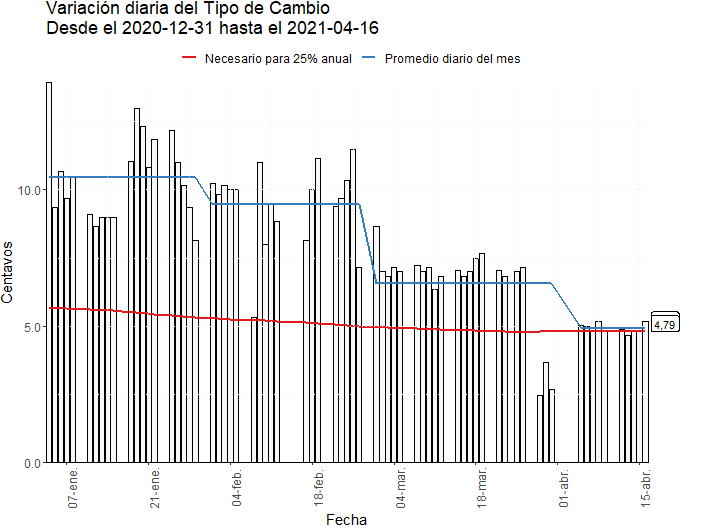 Variación diaria del Tipo de Cambio
Desde el 2020-12-31 hasta el 2021-04-16
Necesario para 25% anual
Promedio diario del mes
Centavos
10.0
5.0
0.0
4,79
07-ene.
21-ene.
04-feb.
18-feb.
04-mar.
18-mar.
01-abr.
15-abr.
Fecha